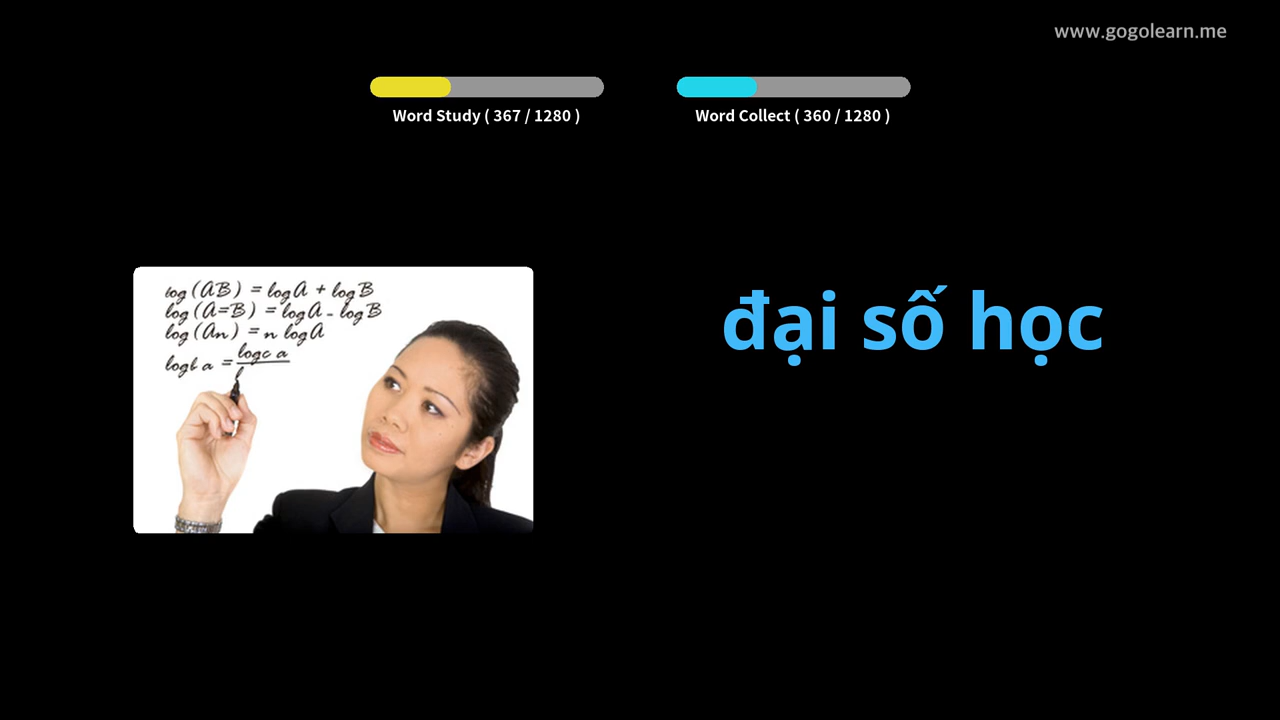 www.gogolearn.me
Word Study ( 367 / 1280 )
Word Collect ( 360 / 1280 )
log (AB) = log A + log B
log (A=B) = log A - log B
log (An) = n log A
logb a = logc a
đại số học